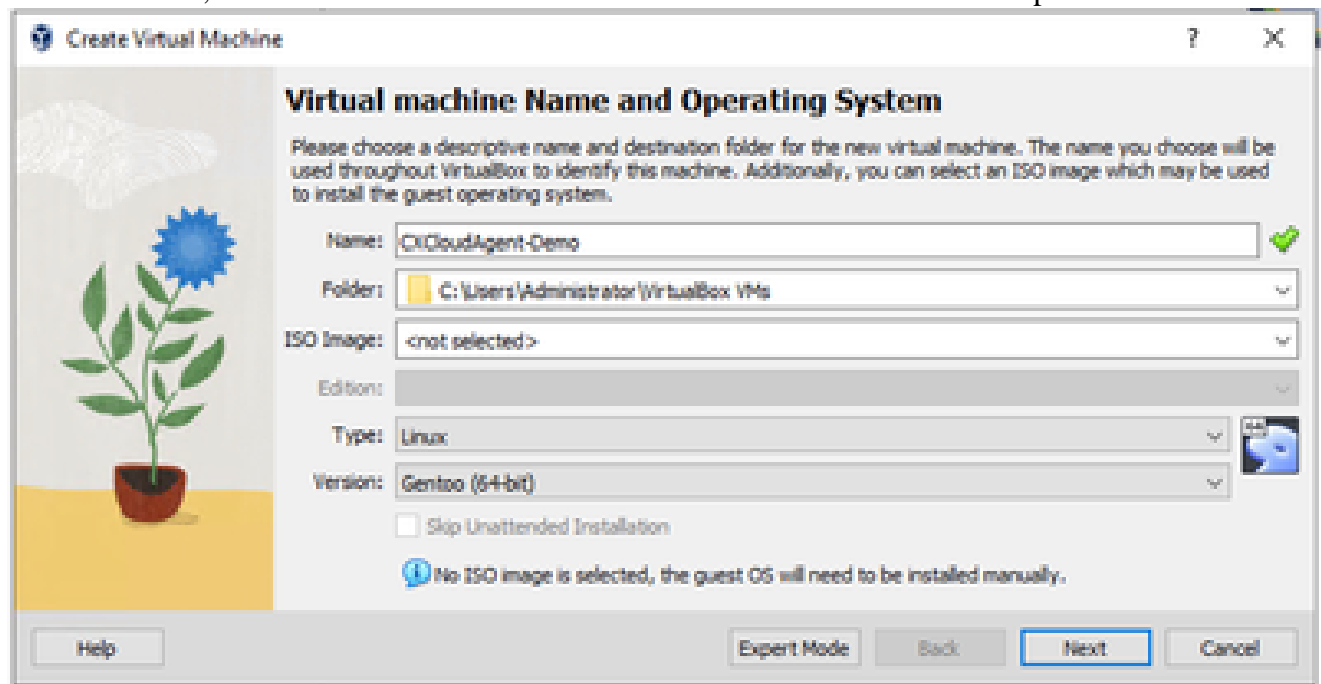 Create Virtual Machine
?
Virtual machine Name and Operating System
Please choose a descriptive name and destination folder for the new virtual machine. The name you choose will be
used throughout VirtualBox to identify this machine. Additionally, you can select an ISO image which may be used
to install the guest operating system.
Name: CXCloudAgent-Demo
Folder: C:\Users\Administrator\VirtualBox VMs
ISO Image: <not selected>
Edition:
Type: Linux
64
Version: Gentoo (64-bit)
Skip Unattended Installation
No ISO image is selected, the guest OS will need to be installed manually.
Help
Expert Mode
Back
Next
Cancel